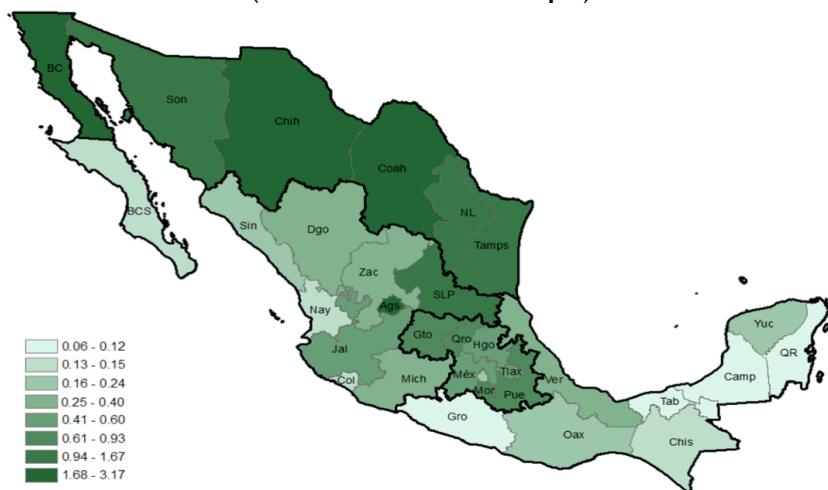 BC
Son
Chih
Coah
NL
Tamps
BCS
Sin
Dgo
Zac
SLP
Nay
Ags
Jal
Gto
Qro
Hgo
Col
Mich
Méx
Tlax
Mor
Pue
Ver
Gro
Oax
Yuc
QR
Camp
Tab
Chis
0.06 - 0.12
0.13 - 0.15
0.16 - 0.24
0.25 - 0.40
0.41 - 0.60
0.61 - 0.93
0.94 - 1.67
1.68 - 3.17